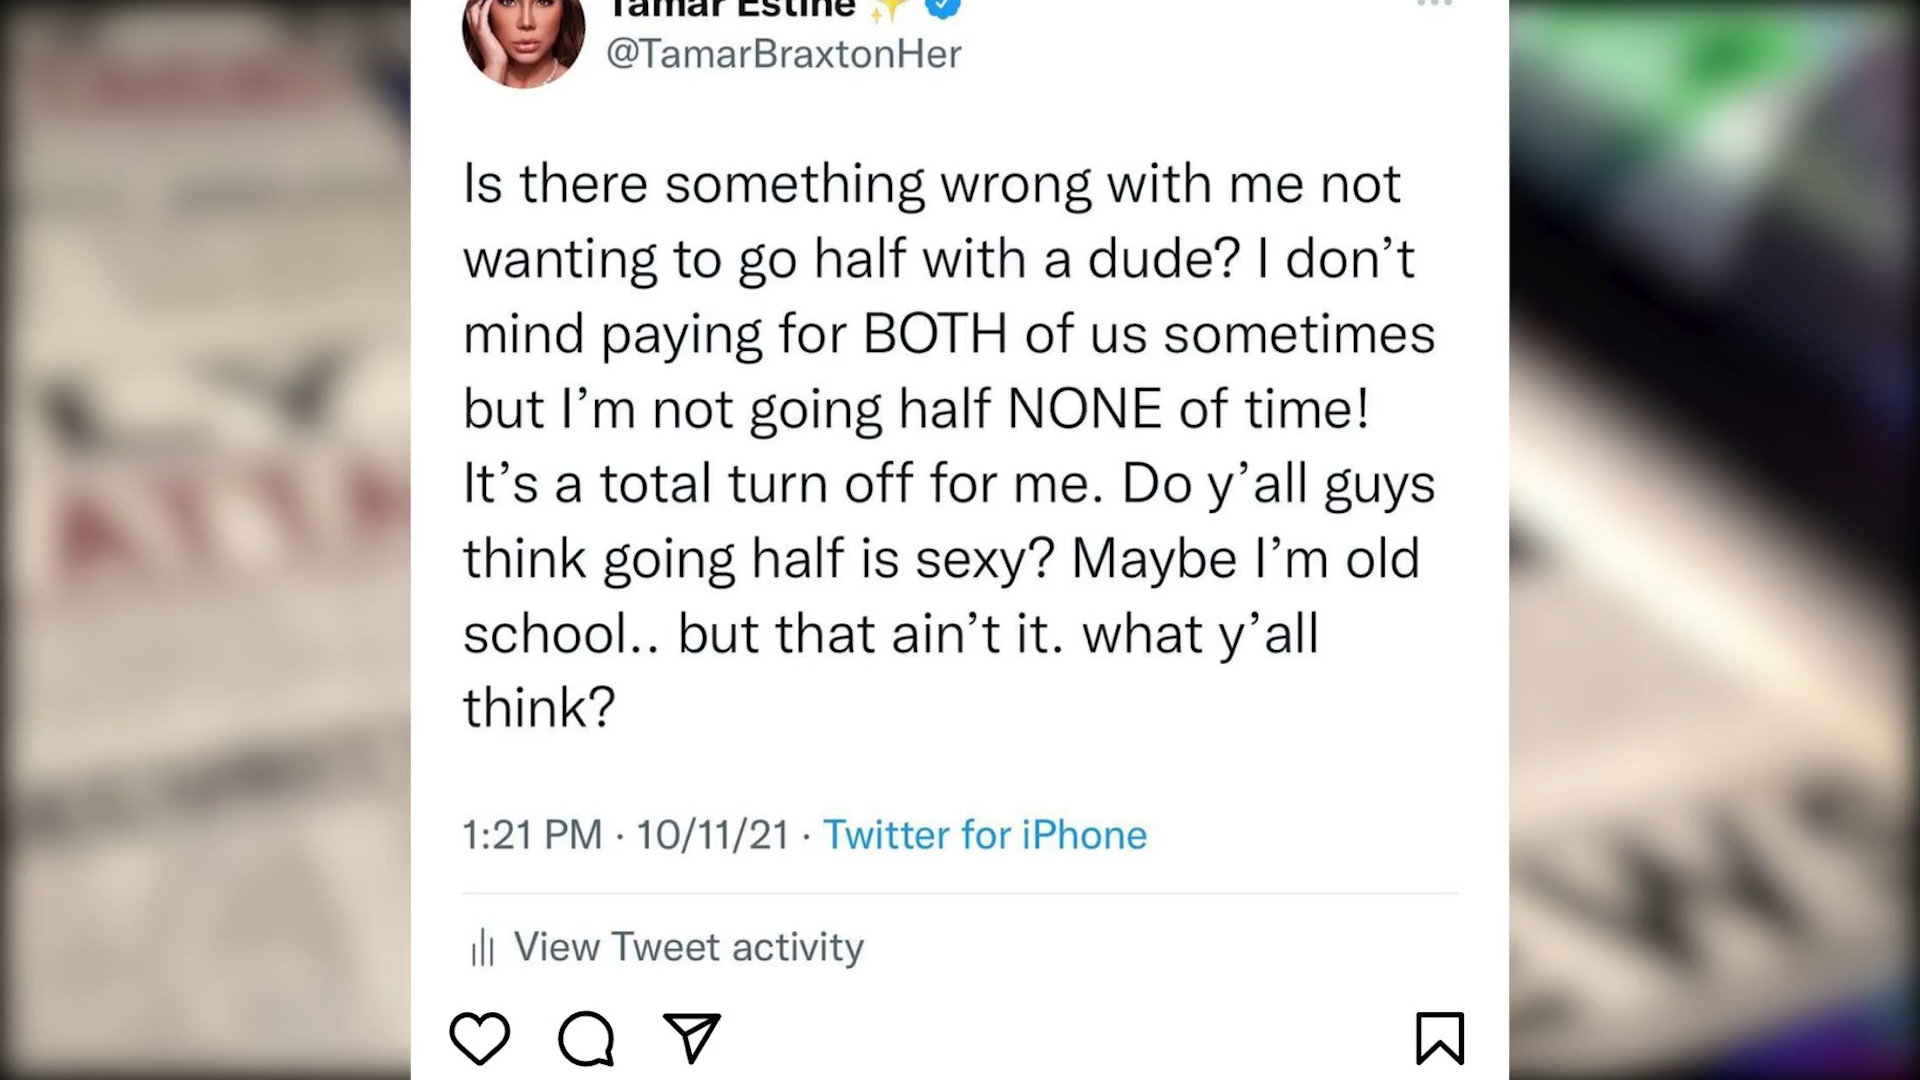 Tamar Estine ✨
@TamarBraxtonHer
Is there something wrong with me not
wanting to go half with a dude? I don’t
mind paying for BOTH of us sometimes
but I’m not going half NONE of time!
It’s a total turn off for me. Do y’all guys
think going half is sexy? Maybe I’m old
school.. but that ain’t it. what y’all
think?
1:21 PM · 10/11/21 · Twitter for iPhone
View Tweet activity